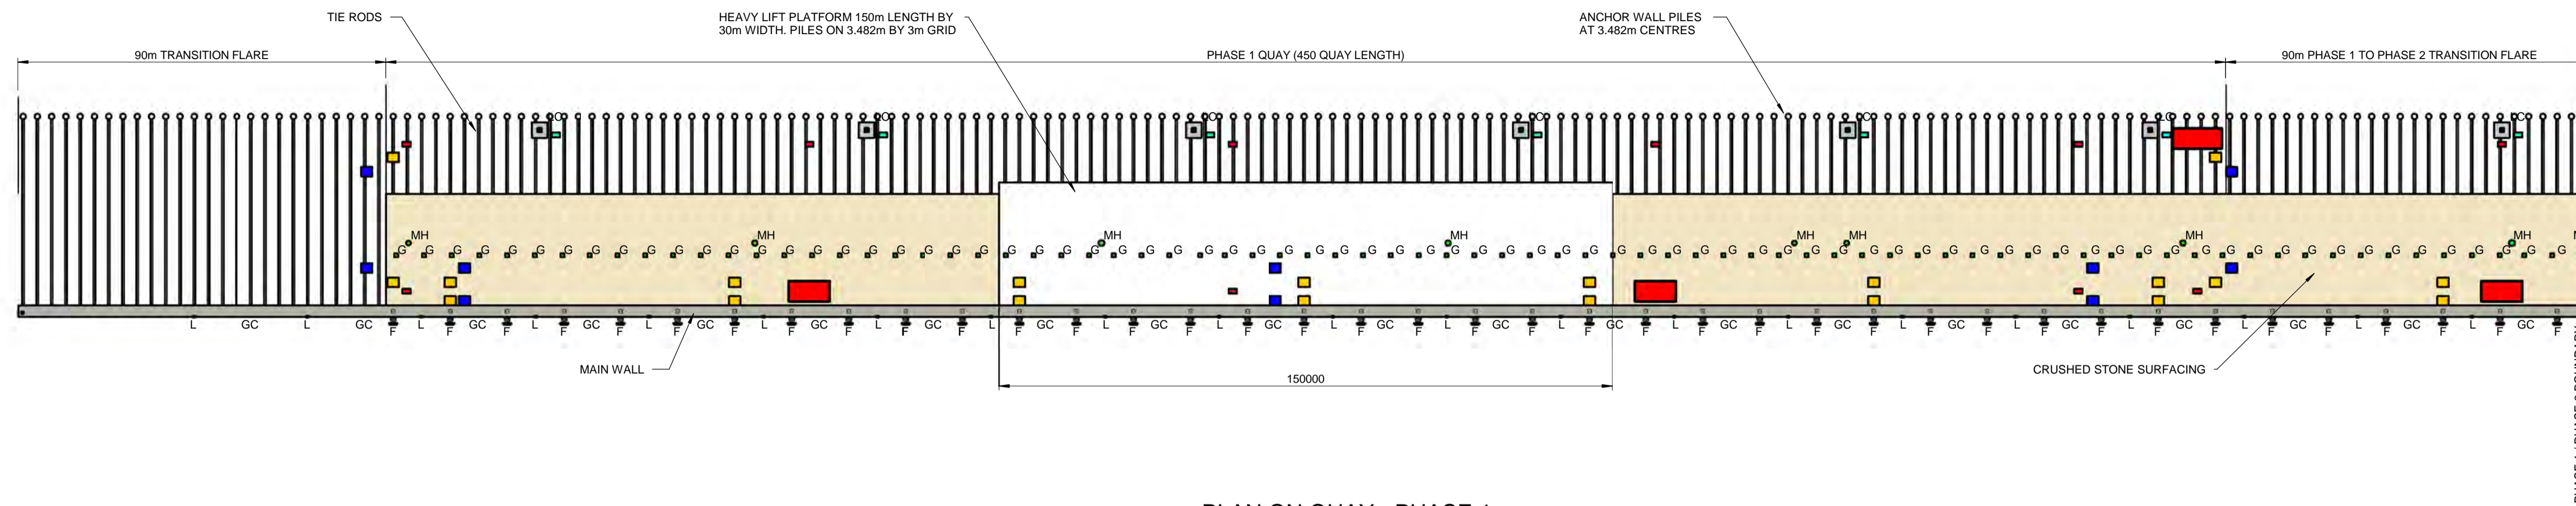 TIE RODS
HEAVY LIFT PLATFORM 150m LENGTH BY
30m WIDTH. PILES ON 3.482m BY 3m GRID
ANCHOR WALL PILES
AT 3.482m CENTRES
90m TRANSITION FLARE
PHASE 1 QUAY (450 QUAY LENGTH)
90m PHASE 1 TO PHASE 2 TRANSITION FLARE
MH MH MH MH MH MH MH MH
G G G G G G G G G G G G G G G G G G G G G G G G G G G G G G G G G G G G G G G G G G G G G G G G G G G G G G G
L GC L GC L GC L GC L GC L GC L GC L GC L GC L GC L GC L GC L GC L GC L GC L GC L GC L GC L GC L GC L GC
F F F F F F F F F F F F F F F F F F F F F F F F F F F F F F F F F F F F F F F
MAIN WALL
150000
CRUSHED STONE SURFACING